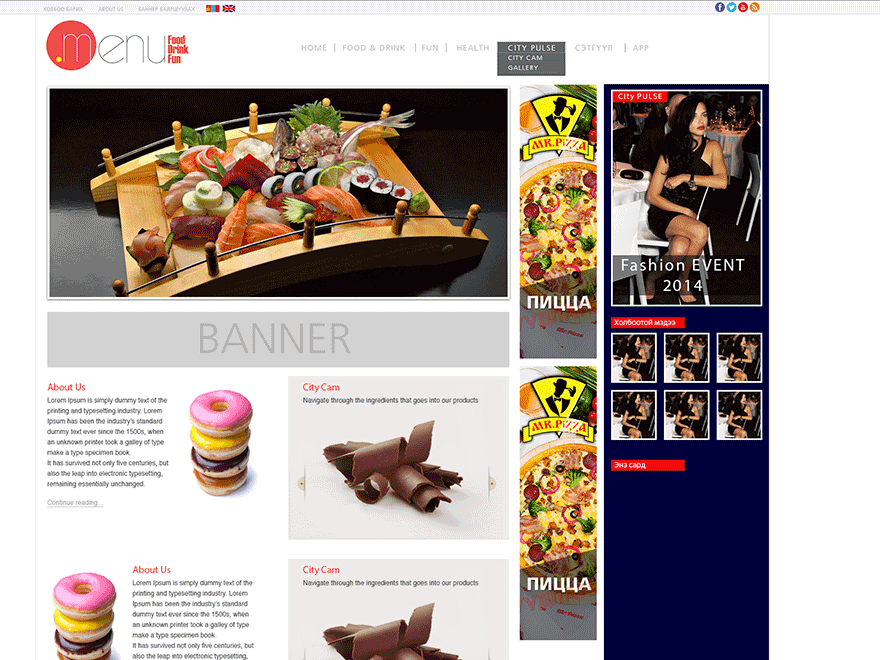 ХОЛБОО БАРИХ ABOUT US БАННЕР БАЙРШУУЛАХ
.menu
Food
Drink
Fun
HOME | FOOD & DRINK | FUN | HEALTH CITY PULSE СЭТГҮҮЛ | APP
CITY CAM
GALLERY
MR.PIZZA
ПИЦЦА
City PULSE
Fashion EVENT
2014
BANNER
Холбоотой мэдээ
About Us
Lorem Ipsum is simply dummy text of the
printing and typesetting industry. Lorem
Ipsum has been the industry's standard
dummy text ever since the 1500s, when
an unknown printer took a galley of type
make a type specimen book.
It has survived not only five centuries, but
also the leap into electronic typesetting,
remaining essentially unchanged.
Continue reading...
City Cam
Navigate through the ingredients that goes into our products
MR.PIZZA
ПИЦЦА
Энэ сард
About Us
Lorem Ipsum is simply dummy text of the
printing and typesetting industry. Lorem
Ipsum has been the industry's standard
dummy text ever since the 1500s, when
an unknown printer took a galley of type
make a type specimen book.
It has survived not only five centuries, but
also the leap into electronic typesetting,
City Cam
Navigate through the ingredients that goes into our products